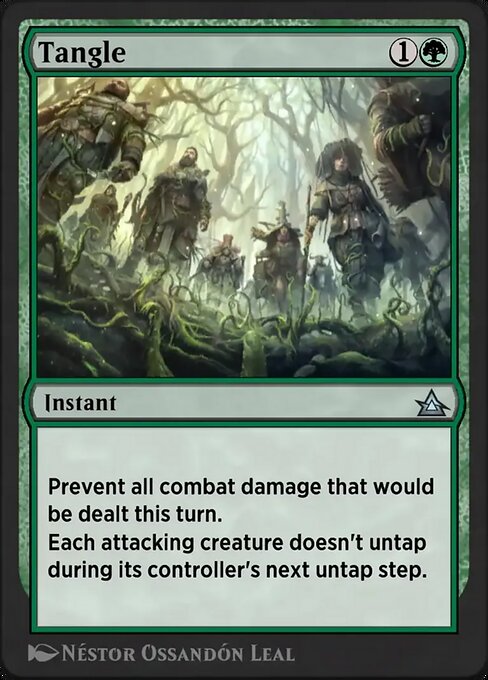 Tangle 1
Instant
Prevent all combat damage that would
be dealt this turn.
Each attacking creature doesn't untap
during its controller's next untap step.
Néstor Ossandón Leal